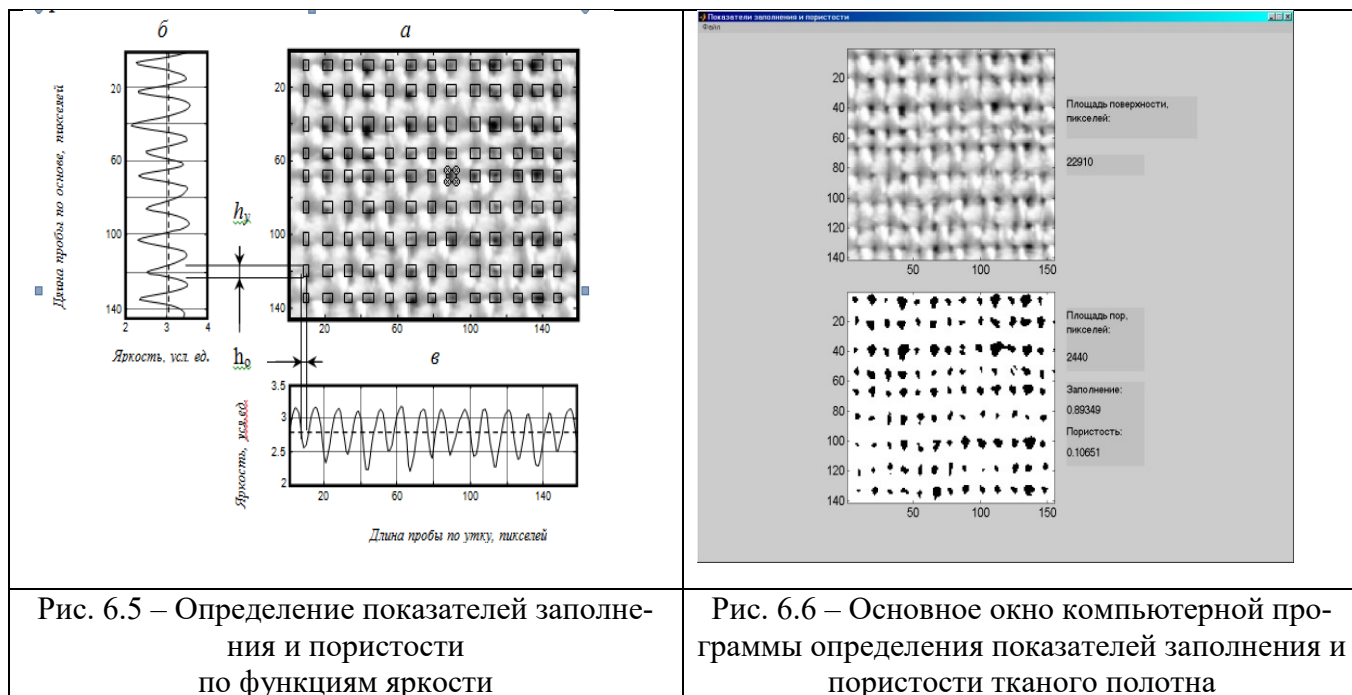 б
а
20
60
100
140
2
3
4
Длина пробы по основе, пикселей
Яркость, усл. ед.
20
60
100
140
20
60
100
140
hу
hо
в
3.5
3
2.5
2
20
60
100
140
Яркость, усл.ед.
Длина пробы по утку, пикселей
Рис. 6.5 – Определение показателей заполне-
ния и пористости
по функциям яркости
Показатели заполнения и пористости
Файл
20
40
60
80
100
120
140
50
100
150
Площадь поверхности,
пикселей:
22910
20
40
60
80
100
120
140
50
100
150
Площадь пор,
пикселей:
2440
Заполнение:
0.89349
Пористость:
0.10651
Рис. 6.6 – Основное окно компьютерной про-
граммы определения показателей заполнения и
пористости тканого полотна